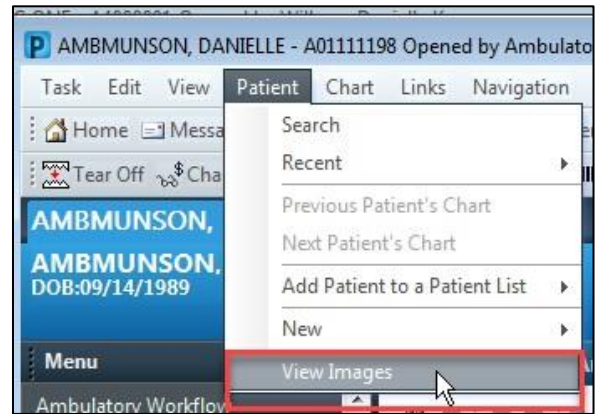 P AMBMUNSON, DANIELLE - A01111198 Opened by Ambulato
Task Edit View Patient Chart Links Navigation
Home Messa
Tear Off Cha
Search
Recent
Previous Patient's Chart
Next Patient's Chart
Add Patient to a Patient List
New
View Images
AMBMUNSON,
AMBMUNSON,
DOB:09/14/1989
Menu
Ambulatory Workflow